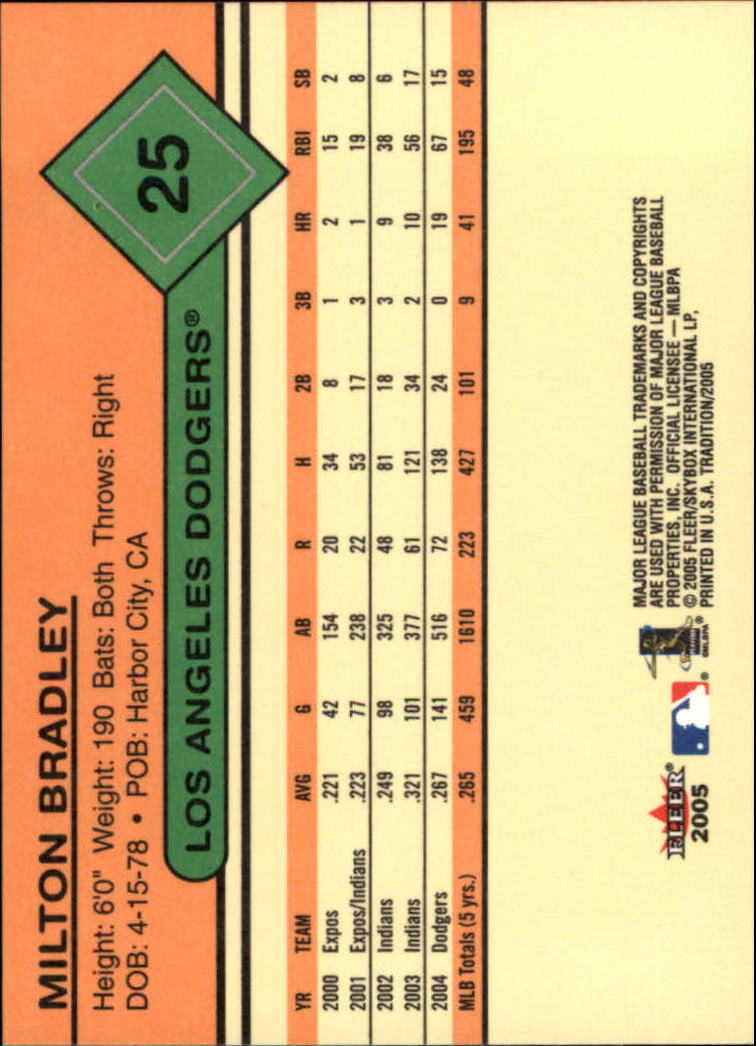 MILTON BRADLEY
Height: 6'0" Weight: 190 Bats: Both Throws: Right
DOB: 4-15-78 • POB: Harbor City, CA
25
LOS ANGELES DODGERS®
YR TEAM AVG G AB R H 2B 3B HR RBI SB
2000 Expos .221 42 154 20 34 8 1 2 15 2
2001 Expos/Indians .223 77 238 22 53 17 3 1 19 8
2002 Indians .249 98 325 48 81 18 3 9 38 6
2003 Indians .321 101 377 61 121 34 2 10 56 17
2004 Dodgers .267 141 516 72 138 24 0 19 67 15
MLB Totals (5 yrs.) .265 459 1610 223 427 101 9 41 195 48
FLEER®
2005
®
®
©MLBPA
MAJOR LEAGUE BASEBALL TRADEMARKS AND COPYRIGHTS
ARE USED WITH PERMISSION OF MAJOR LEAGUE BASEBALL
PROPERTIES, INC. OFFICIAL LICENSEE — MLBPA
© 2005 FLEER/SKYBOX INTERNATIONAL LP,
PRINTED IN U.S.A. TRADITION/2005